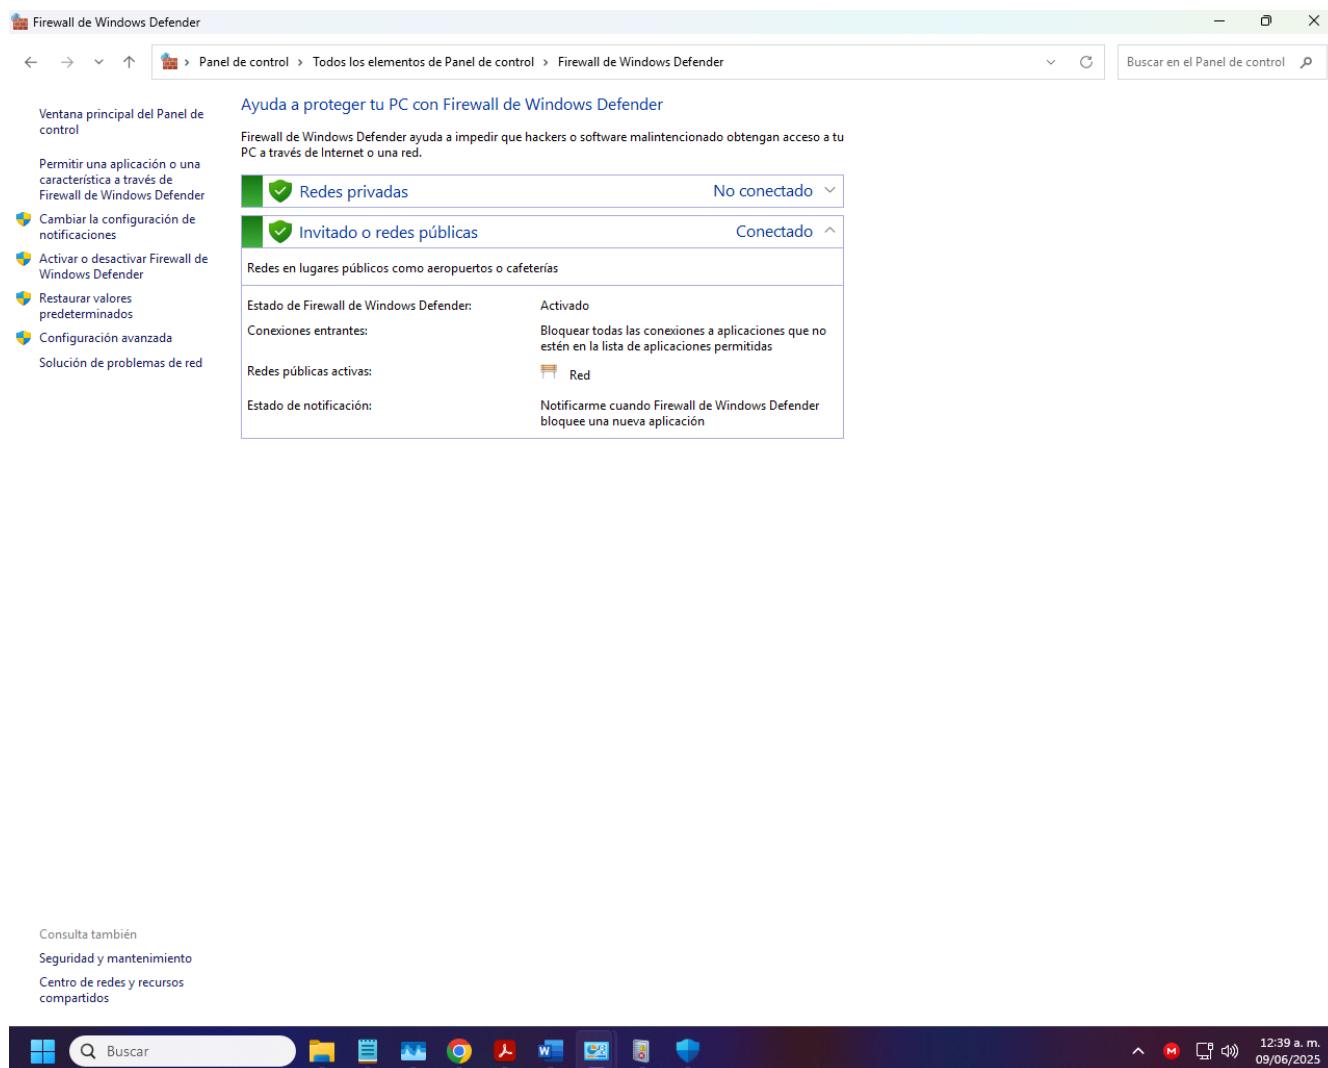 Firewall de Windows Defender
Panel de control > Todos los elementos de Panel de control > Firewall de Windows Defender
Buscar en el Panel de control
Ventana principal del Panel de
control
Permitir una aplicación o una
característica a través de
Firewall de Windows Defender
Cambiar la configuración de
notificaciones
Activar o desactivar Firewall de
Windows Defender
Restaurar valores
predeterminados
Configuración avanzada
Solución de problemas de red
Ayuda a proteger tu PC con Firewall de Windows Defender
Firewall de Windows Defender ayuda a impedir que hackers o software malintencionado obtengan acceso a tu
PC a través de Internet o una red.
Redes privadas No conectado
Invitado o redes públicas Conectado
Redes en lugares públicos como aeropuertos o cafeterías
Estado de Firewall de Windows Defender: Activado
Conexiones entrantes: Bloquear todas las conexiones a aplicaciones que no
estén en la lista de aplicaciones permitidas
Redes públicas activas: Red
Estado de notificación: Notificarme cuando Firewall de Windows Defender
bloquee una nueva aplicación
Consulta también
Seguridad y mantenimiento
Centro de redes y recursos
compartidos
Buscar
12:39 a. m.
09/06/2025